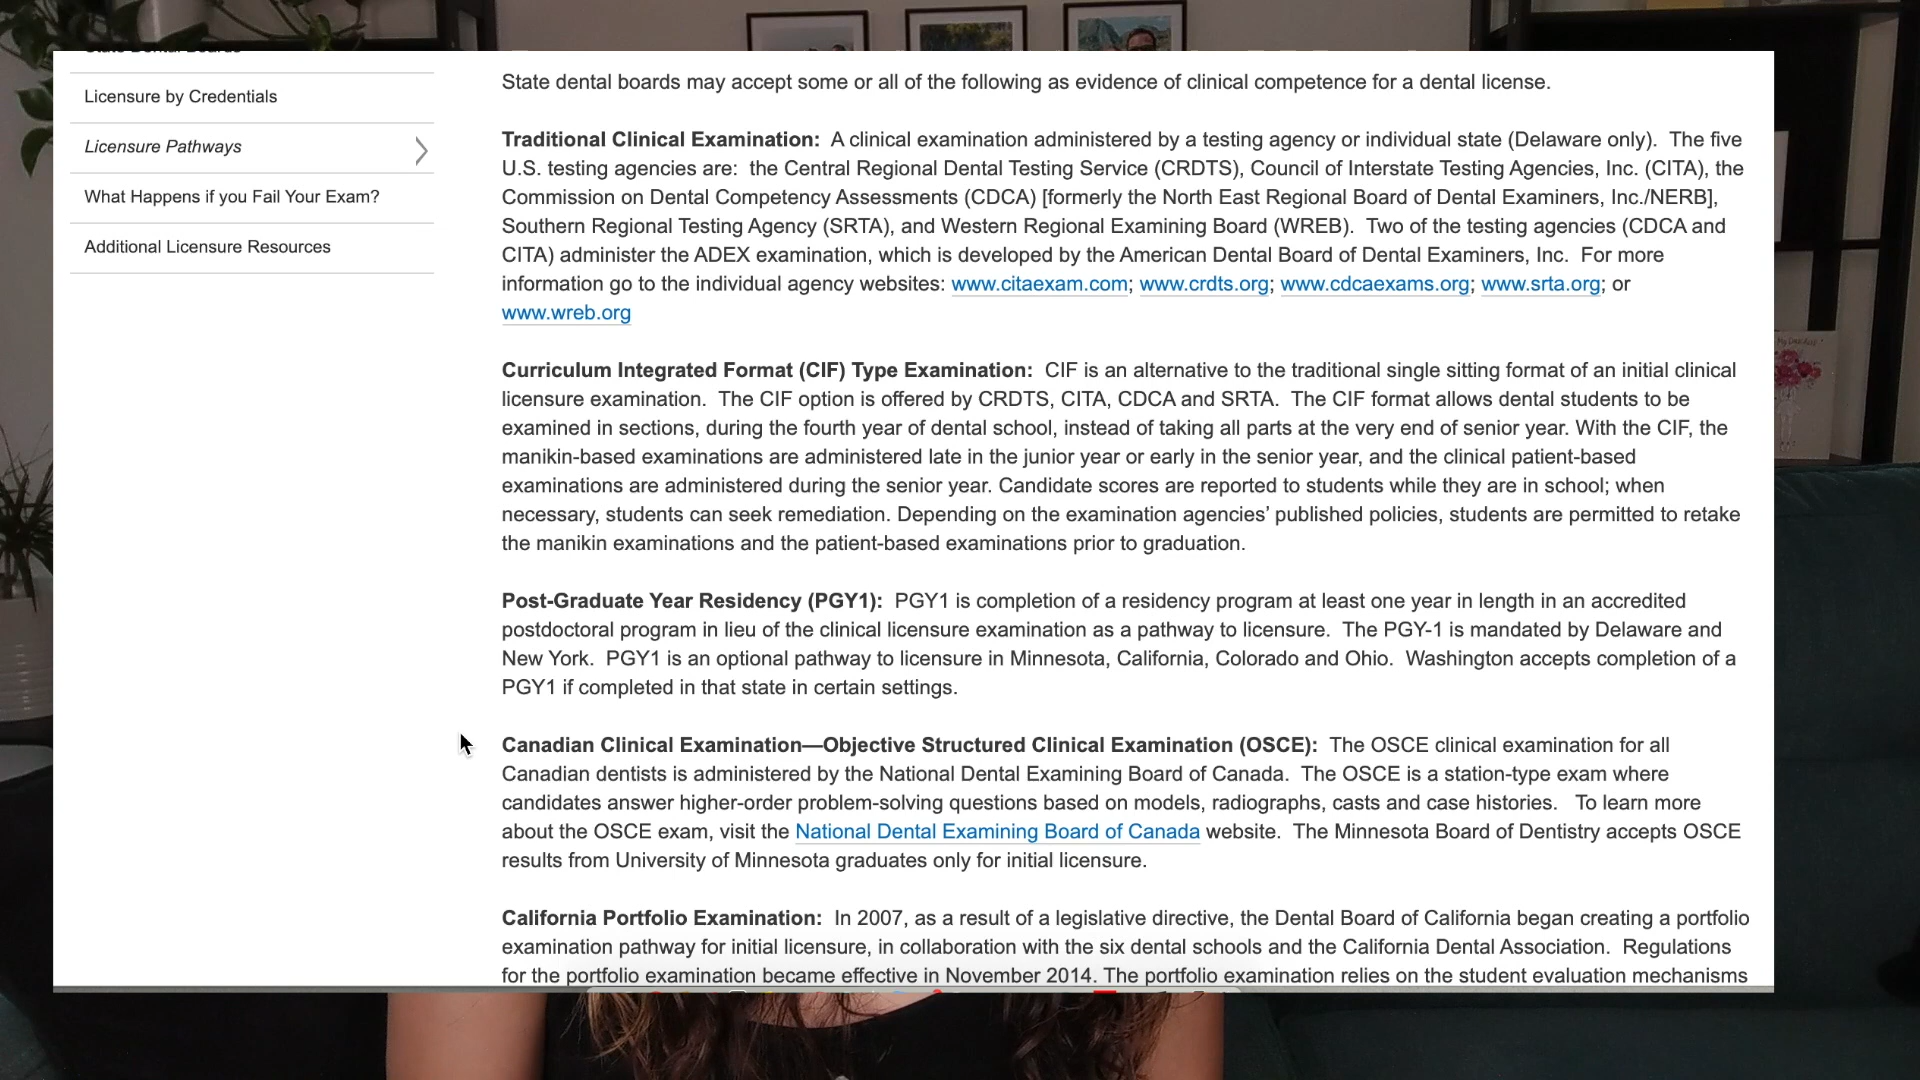 Licensure by Credentials
Licensure Pathways
What Happens if you Fail Your Exam?
Additional Licensure Resources
State dental boards may accept some or all of the following as evidence of clinical competence for a dental license.
Traditional Clinical Examination: A clinical examination administered by a testing agency or individual state (Delaware only). The five
U.S. testing agencies are: the Central Regional Dental Testing Service (CRDTS), Council of Interstate Testing Agencies, Inc. (CITA), the
Commission on Dental Competency Assessments (CDCA) [formerly the North East Regional Board of Dental Examiners, Inc./NERB],
Southern Regional Testing Agency (SRTA), and Western Regional Examining Board (WREB). Two of the testing agencies (CDCA and
CITA) administer the ADEX examination, which is developed by the American Dental Board of Dental Examiners, Inc. For more
information go to the individual agency websites: www.citaexam.com; www.crdts.org; www.cdcaexams.org; www.srta.org; or
www.wreb.org
Curriculum Integrated Format (CIF) Type Examination: CIF is an alternative to the traditional single sitting format of an initial clinical
licensure examination. The CIF option is offered by CRDTS, CITA, CDCA and SRTA. The CIF format allows dental students to be
examined in sections, during the fourth year of dental school, instead of taking all parts at the very end of senior year. With the CIF, the
manikin-based examinations are administered late in the junior year or early in the senior year, and the clinical patient-based
examinations are administered during the senior year. Candidate scores are reported to students while they are in school; when
necessary, students can seek remediation. Depending on the examination agencies’ published policies, students are permitted to retake
the manikin examinations and the patient-based examinations prior to graduation.
Post-Graduate Year Residency (PGY1): PGY1 is completion of a residency program at least one year in length in an accredited
postdoctoral program in lieu of the clinical licensure examination as a pathway to licensure. The PGY-1 is mandated by Delaware and
New York. PGY1 is an optional pathway to licensure in Minnesota, California, Colorado and Ohio. Washington accepts completion of a
PGY1 if completed in that state in certain settings.
Canadian Clinical Examination—Objective Structured Clinical Examination (OSCE): The OSCE clinical examination for all
Canadian dentists is administered by the National Dental Examining Board of Canada. The OSCE is a station-type exam where
candidates answer higher-order problem-solving questions based on models, radiographs, casts and case histories. To learn more
about the OSCE exam, visit the National Dental Examining Board of Canada website. The Minnesota Board of Dentistry accepts OSCE
results from University of Minnesota graduates only for initial licensure.
California Portfolio Examination: In 2007, as a result of a legislative directive, the Dental Board of California began creating a portfolio
examination pathway for initial licensure, in collaboration with the six dental schools and the California Dental Association. Regulations
for the portfolio examination became effective in November 2014. The portfolio examination relies on the student evaluation mechanisms